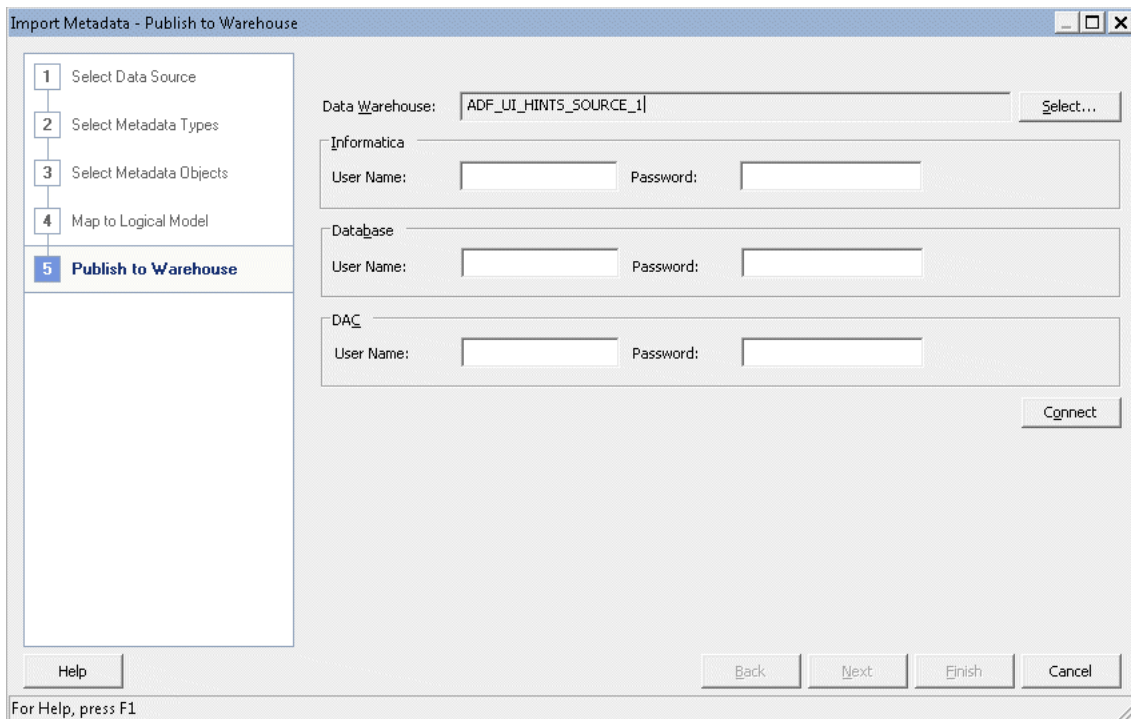 Import Metadata - Publish to Warehouse
1 Select Data Source
2 Select Metadata Types
3 Select Metadata Objects
4 Map to Logical Model
5 Publish to Warehouse
Data Warehouse: ADF_UI_HINTS_SOURCE_1 Select...
Informatica
User Name: Password:
Database
User Name: Password:
DAC
User Name: Password:
Connect
Help Back Next Finish Cancel
For Help, press F1